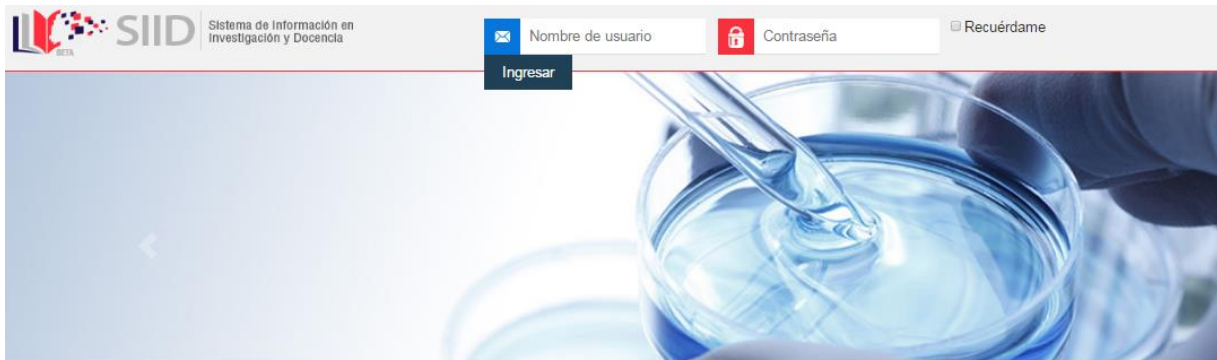 BETA
SIID
Sistema de Información en
Investigación y Docencia
Nombre de usuario
Contraseña
Recuérdame
Ingresar